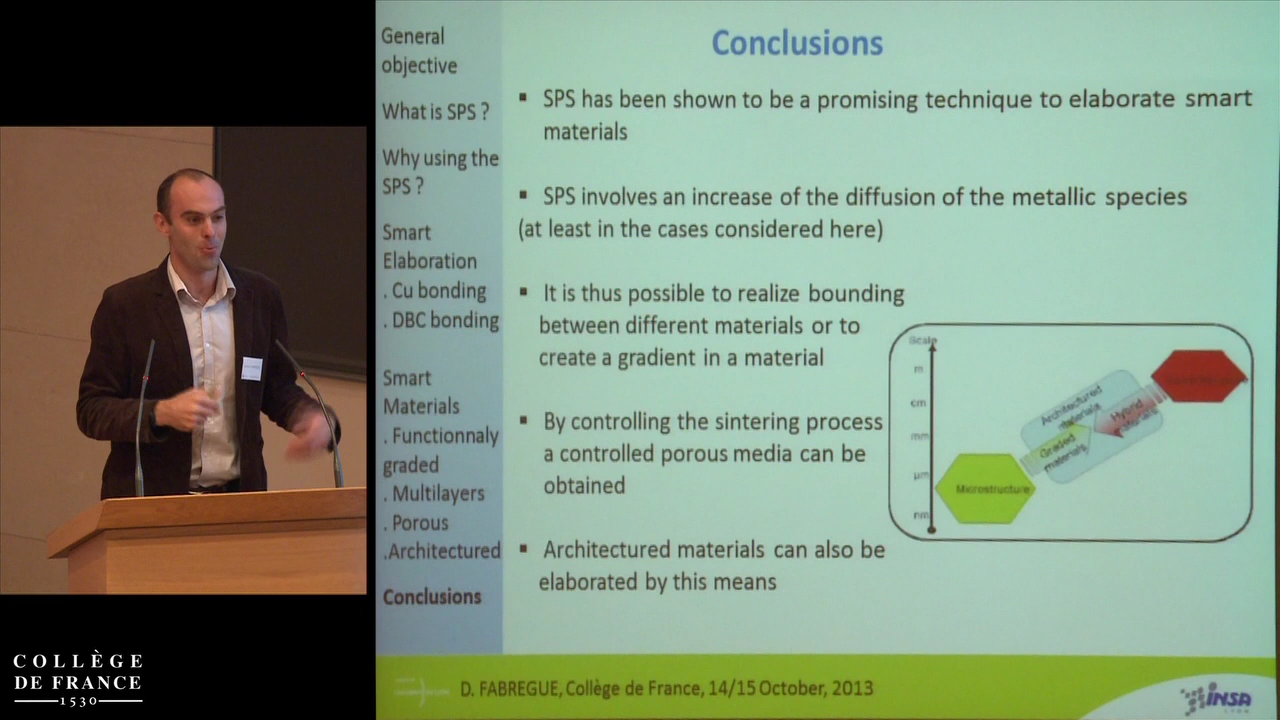 General
objective
What is SPS ?
Why using the
SPS ?
Smart
Elaboration
. Cu bonding
. DBC bonding
Smart
Materials
. Functionnaly
graded
. Multilayers
. Porous
.Architectured
Conclusions
Conclusions
▪ SPS has been shown to be a promising technique to elaborate smart
materials
▪ SPS involves an increase of the diffusion of the metallic species
(at least in the cases considered here)
▪ It is thus possible to realize bounding
between different materials or to
create a gradient in a material
▪ By controlling the sintering process
a controlled porous media can be
obtained
▪ Architectured materials can also be
elaborated by this means
Scale
m
cm
mm
µm
nm
Architectured
materials
Hybrid
materials
Graded
materials
Microstructure
D. FABREGUE, Collège de France, 14/15 October, 2013
INSA
LYON
COLLÈGE
DE FRANCE
1530